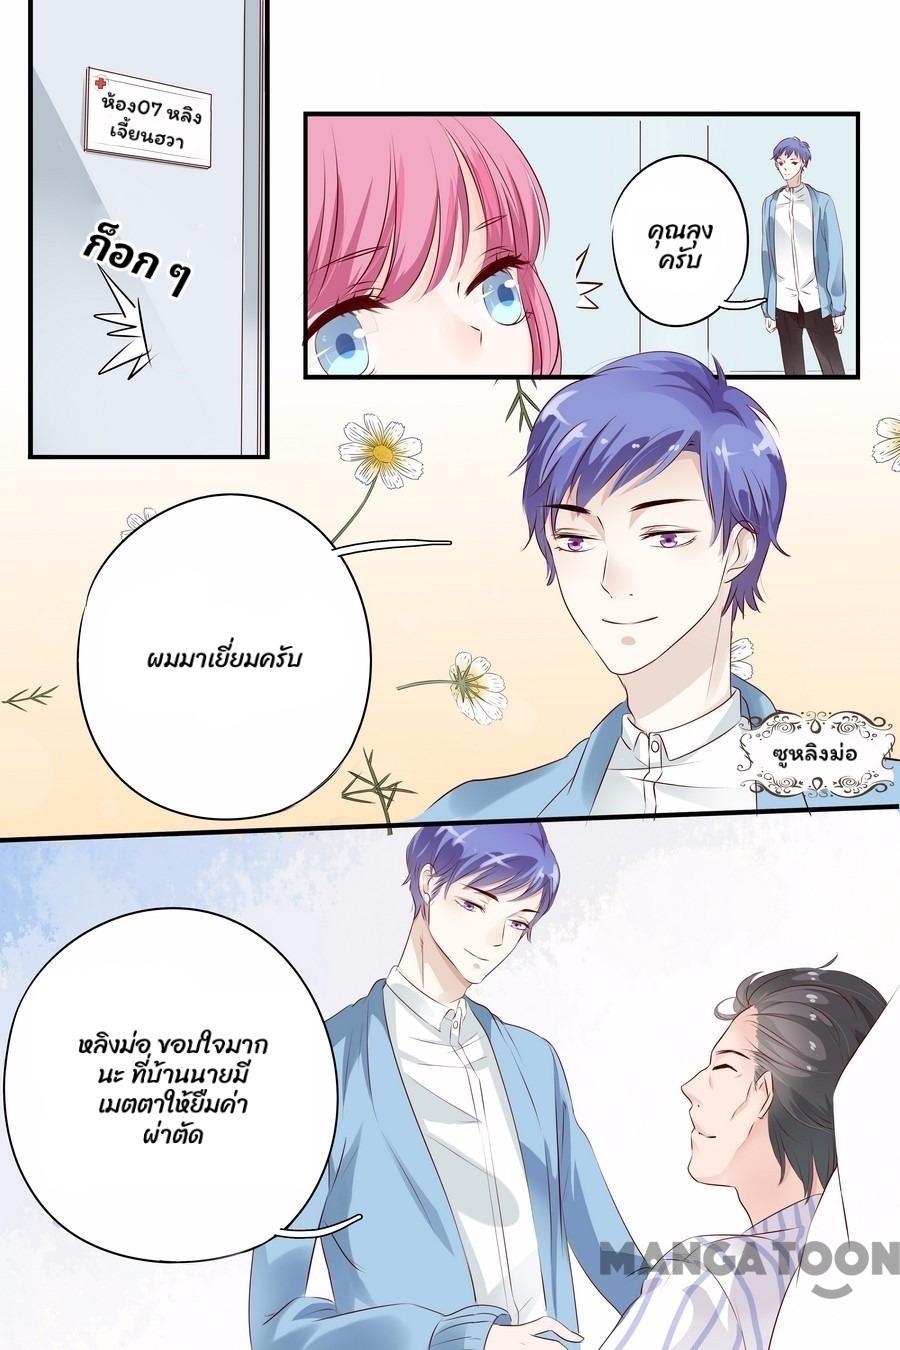 ห้อง07 หลิง
เจี้ยนฮวา
ก็อก ๆ
คุณลุง
ครับ
ผมมาเยี่ยมครับ
ซูหลิงม่อ
หลิงม่อ ขอบใจมาก
นะ ที่บ้านนายมี
เมตตาให้ยืมค่า
ผ่าตัด
MANGATOON